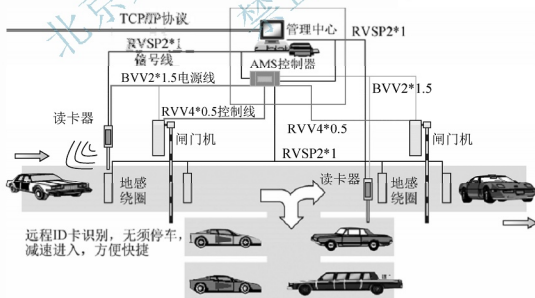 TCP/IP协议
管理中心
RVSP2*1
RVSP2*1
信号线
AMS控制器
BVV2*1.5电源线
BVV2*1.5
RVV4*0.5控制线
RVV4*0.5
读卡器
闸门机
闸门机
RVSP2*1
读卡器
地感
绕圈
地感
绕圈
远程ID卡识别，无须停车，
减速进入，方便快捷